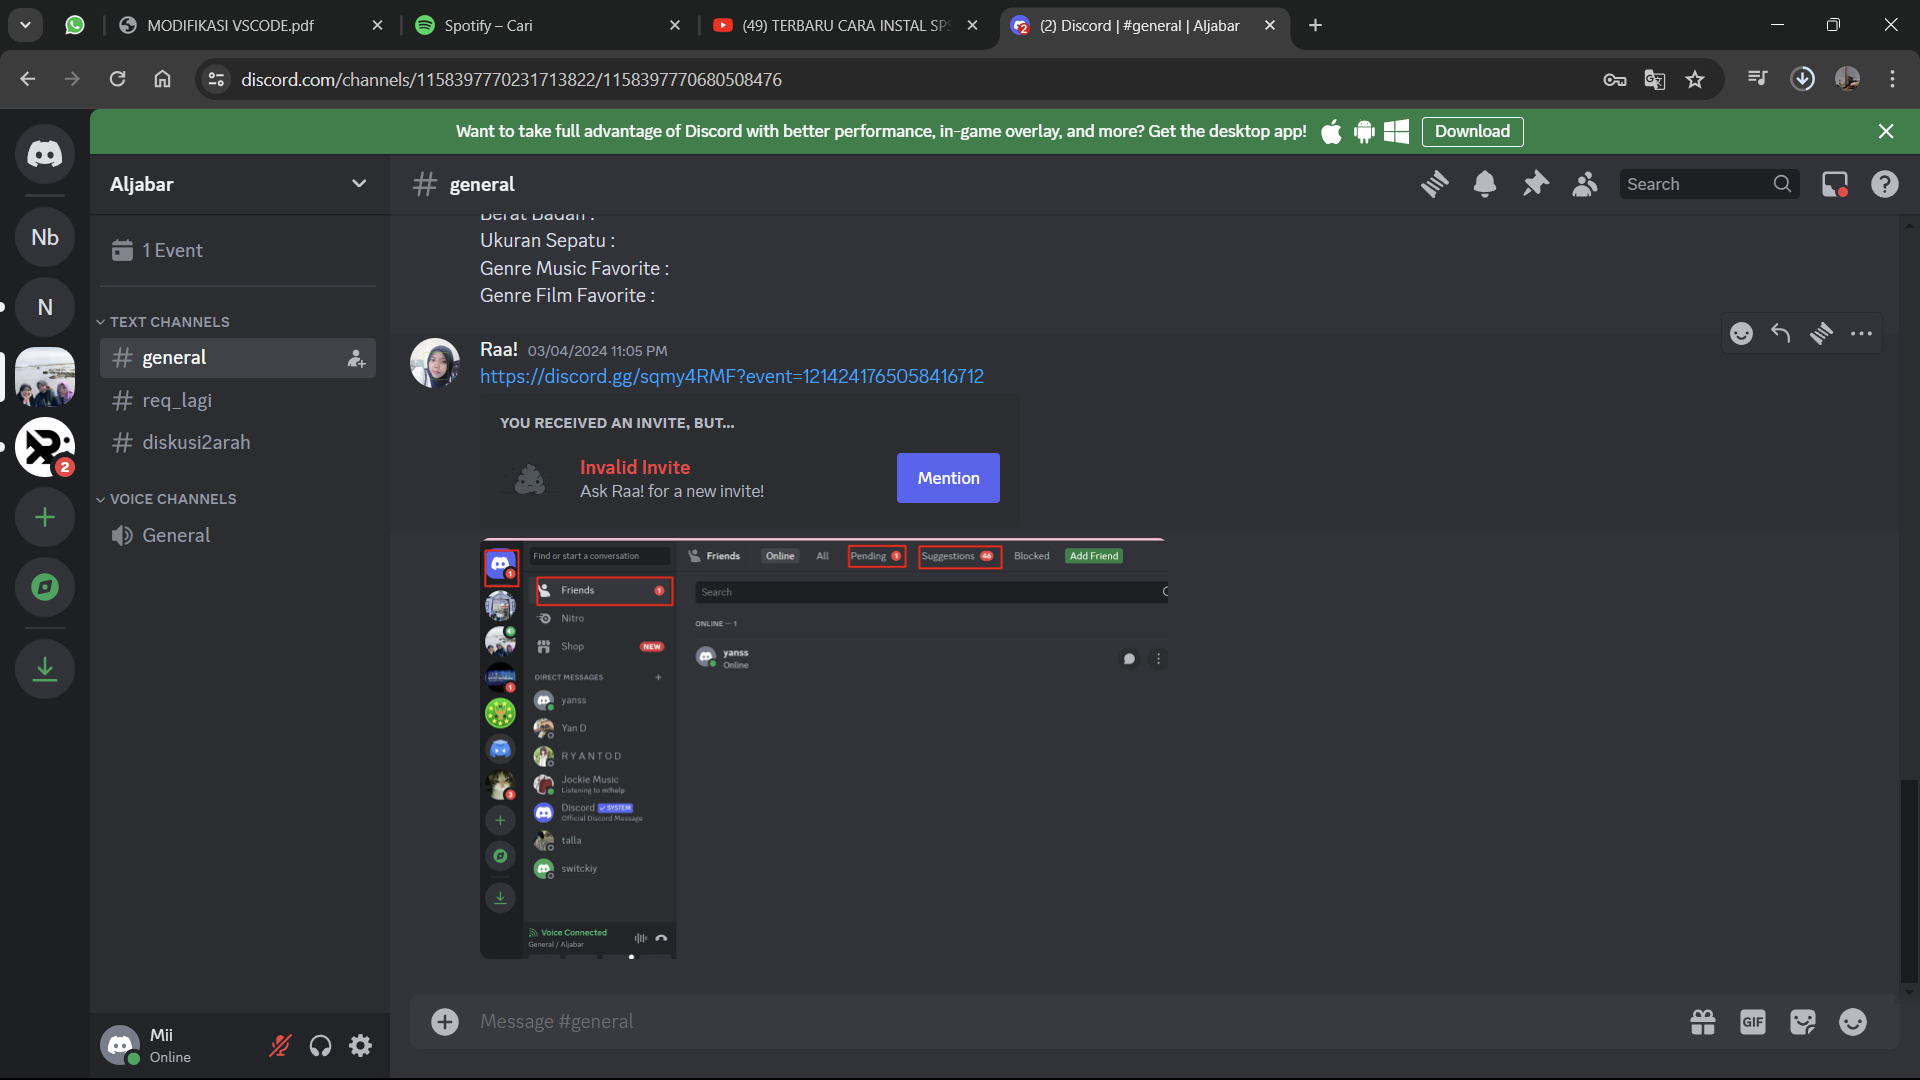 MODIFIKASI VSCODE.pdf
Spotify – Cari
(49) TERBARU CARA INSTAL SPS
(2) Discord | #general | Aljabar
discord.com/channels/1158397770231713822/1158397770680508476
Want to take full advantage of Discord with better performance, in-game overlay, and more? Get the desktop app!
Download
Aljabar
general
Search
Nb
N
2
1 Event
TEXT CHANNELS
general
req_lagi
diskusi2arah
VOICE CHANNELS
General
Berat Badan :
Ukuran Sepatu :
Genre Music Favorite :
Genre Film Favorite :
Raa! 03/04/2024 11:05 PM
https://discord.gg/sqmy4RMF?event=1214241765058416712
YOU RECEIVED AN INVITE, BUT...
Invalid Invite
Ask Raa! for a new invite!
Mention
Find or start a conversation
Friends
Online
All
Pending 1
Suggestions 46
Blocked
Add Friend
Friends 1
Search
Nitro
ONLINE — 1
Shop NEW
yanss
Online
DIRECT MESSAGES +
yanss
Yan D
R Y A N T O D
Jockie Music
Listening to m!help
Discord ✓ SYSTEM
Official Discord Message
talla
switckiy
1
1
3
Voice Connected
General / Aljabar
Message #general
GIF
Mii
Online